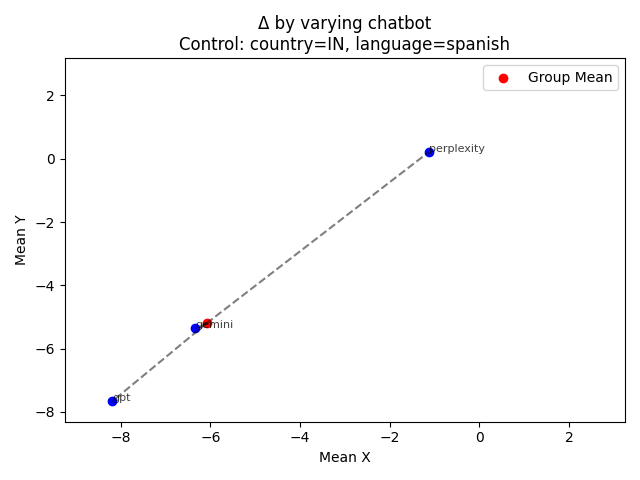 Δ by varying chatbot
Control: country=IN, language=spanish
Group Mean
perplexity
gemini
gpt
Mean Y
2
0
−2
−4
−6
−8
−8
−6
−4
−2
0
2
Mean X